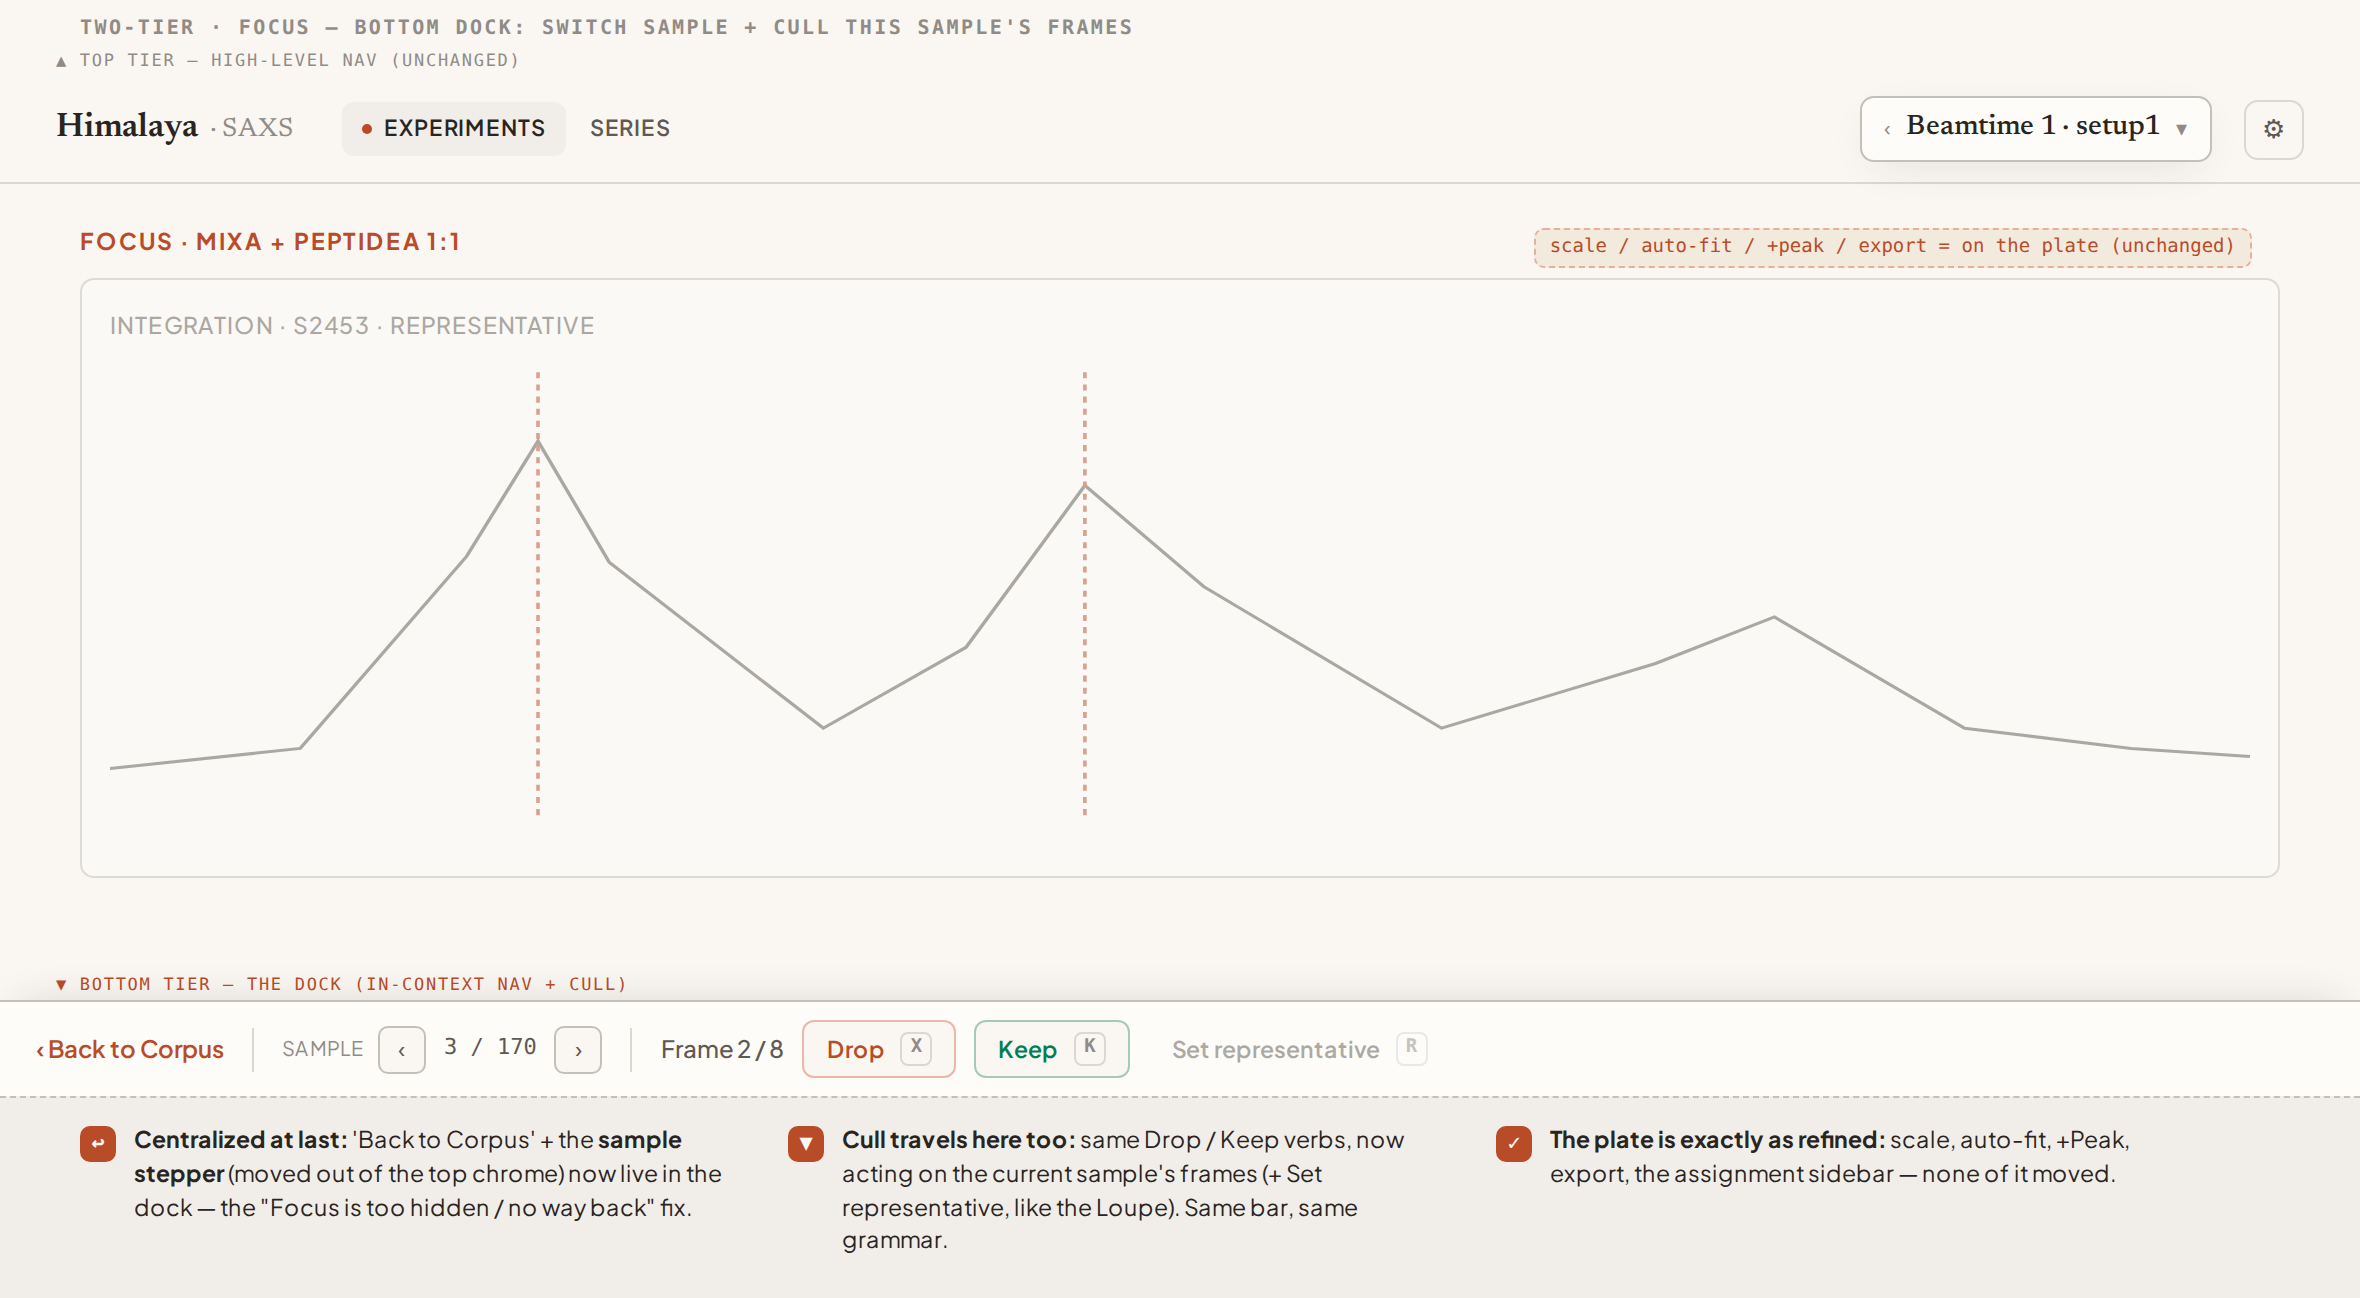 TWO-TIER · FOCUS — BOTTOM DOCK: SWITCH SAMPLE + CULL THIS SAMPLE'S FRAMES
▲ TOP TIER — HIGH-LEVEL NAV (UNCHANGED)
Himalaya · SAXS
EXPERIMENTS
SERIES
‹ Beamtime 1 · setup1 ▾
⚙
FOCUS · MIXA + PEPTIDEA 1:1
scale / auto-fit / +peak / export = on the plate (unchanged)
INTEGRATION · S2453 · REPRESENTATIVE
▼ BOTTOM TIER — THE DOCK (IN-CONTEXT NAV + CULL)
‹ Back to Corpus
SAMPLE ‹ 3 / 170 ›
Frame 2 / 8
Drop X
Keep K
Set representative R
↩ Centralized at last: 'Back to Corpus' + the sample
stepper (moved out of the top chrome) now live in the
dock — the "Focus is too hidden / no way back" fix.
▼ Cull travels here too: same Drop / Keep verbs, now
acting on the current sample's frames (+ Set
representative, like the Loupe). Same bar, same
grammar.
✓ The plate is exactly as refined: scale, auto-fit, +Peak,
export, the assignment sidebar — none of it moved.